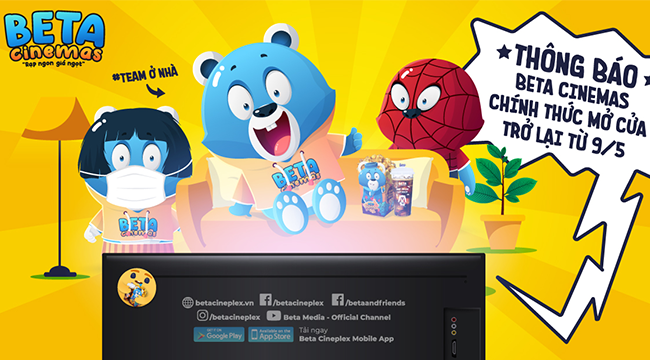 BETA
cinemas
"Đẹp ngon giá ngọt"
#TEAM Ở NHÀ
THÔNG BÁO
BETA CINEMAS
CHÍNH THỨC MỞ CỬA
TRỞ LẠI TỪ 9/5
BETA
cinemas
BETA
cinemas
BETA
betacineplex.vn /betacineplex /betaandfriends
/betacineplex Beta Media - Official Channel
GET IT ON
Google Play
Available on the
App Store
Tải ngay
Beta Cineplex Mobile App